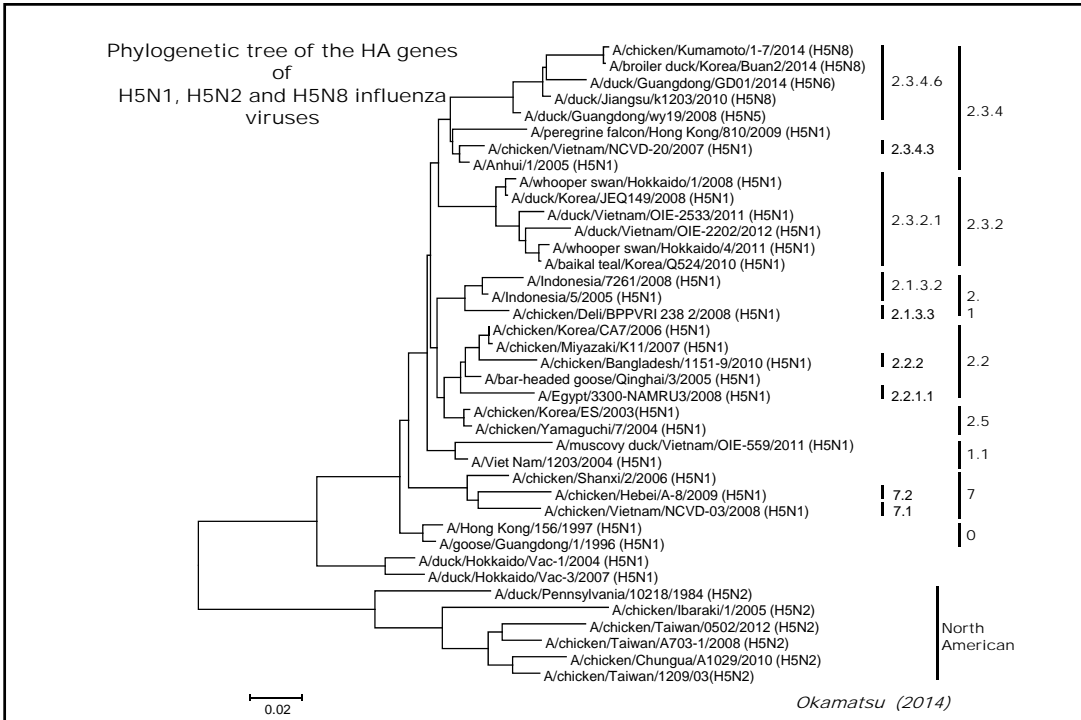 Phylogenetic tree of the HA genes
of
H5N1, H5N2 and H5N8 influenza
viruses
A/chicken/Kumamoto/1-7/2014 (H5N8)
A/broiler duck/Korea/Buan2/2014 (H5N8)
A/duck/Guangdong/GD01/2014 (H5N6)
A/duck/Jiangsu/k1203/2010 (H5N8)
A/duck/Guangdong/wy19/2008 (H5N5)
A/peregrine falcon/Hong Kong/810/2009 (H5N1)
A/chicken/Vietnam/NCVD-20/2007 (H5N1)
A/Anhui/1/2005 (H5N1)
A/whooper swan/Hokkaido/1/2008 (H5N1)
A/duck/Korea/JEQ149/2008 (H5N1)
A/duck/Vietnam/OIE-2533/2011 (H5N1)
A/duck/Vietnam/OIE-2202/2012 (H5N1)
A/whooper swan/Hokkaido/4/2011 (H5N1)
A/baikal teal/Korea/Q524/2010 (H5N1)
A/Indonesia/7261/2008 (H5N1)
A/Indonesia/5/2005 (H5N1)
A/chicken/Deli/BPPVRI 238 2/2008 (H5N1)
A/chicken/Korea/CA7/2006 (H5N1)
A/chicken/Miyazaki/K11/2007 (H5N1)
A/chicken/Bangladesh/1151-9/2010 (H5N1)
A/bar-headed goose/Qinghai/3/2005 (H5N1)
A/Egypt/3300-NAMRU3/2008 (H5N1)
A/chicken/Korea/ES/2003(H5N1)
A/chicken/Yamaguchi/7/2004 (H5N1)
A/muscovy duck/Vietnam/OIE-559/2011 (H5N1)
A/Viet Nam/1203/2004 (H5N1)
A/chicken/Shanxi/2/2006 (H5N1)
A/chicken/Hebei/A-8/2009 (H5N1)
A/chicken/Vietnam/NCVD-03/2008 (H5N1)
A/Hong Kong/156/1997 (H5N1)
A/goose/Guangdong/1/1996 (H5N1)
A/duck/Hokkaido/Vac-1/2004 (H5N1)
A/duck/Hokkaido/Vac-3/2007 (H5N1)
A/duck/Pennsylvania/10218/1984 (H5N2)
A/chicken/Ibaraki/1/2005 (H5N2)
A/chicken/Taiwan/0502/2012 (H5N2)
A/chicken/Taiwan/A703-1/2008 (H5N2)
A/chicken/Chungua/A1029/2010 (H5N2)
A/chicken/Taiwan/1209/03(H5N2)
2.3.4.6
2.3.4.3
2.3.2.1
2.1.3.2
2.1.3.3
2.2.2
2.2.1.1
7.2
7.1
2.3.4
2.3.2
2.
1
2.2
2.5
1.1
7
0
North
American
0.02
Okamatsu (2014)